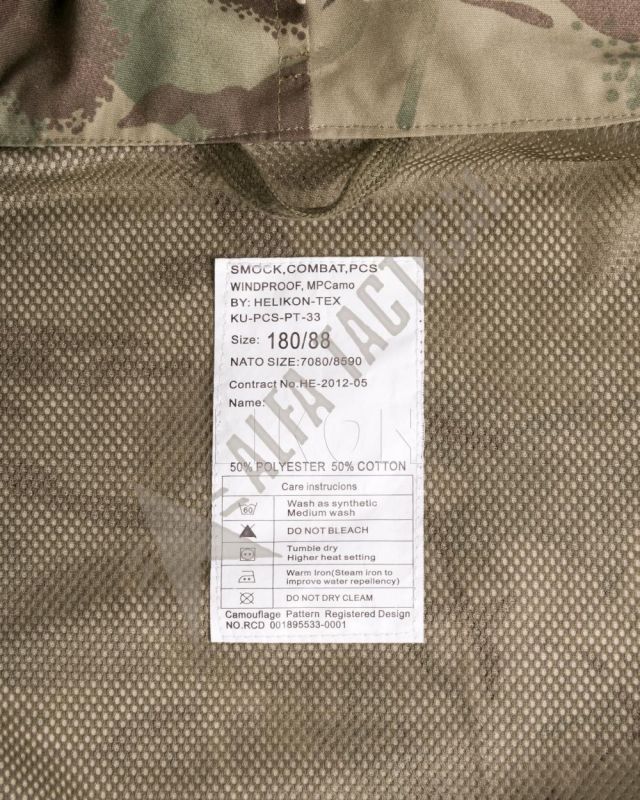 SMOCK,COMBAT,PCS
WINDPROOF, MPCamo
BY: HELIKON-TEX
KU-PCS-PT-33
Size: 180/88
NATO SIZE:7080/8590
Contract No.HE-2012-05
Name:
50% POLYESTER 50% COTTON
Care instrucions
60
Wash as synthetic
Medium wash
DO NOT BLEACH
Tumble dry
Higher heat setting
Warm Iron(Steam iron to
improve water repellency)
DO NOT DRY CLEAM
Camouflage Pattern Registered Design
NO.RCD 001895533-0001
ALFA TACTICAL